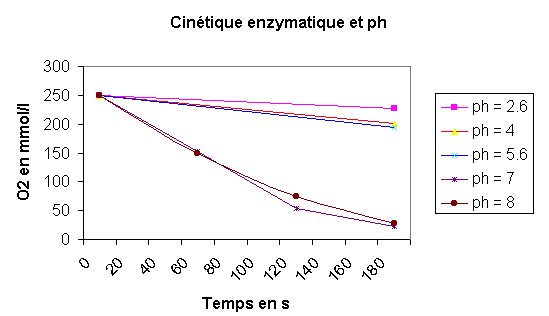 Cinétique enzymatique et ph
300
250
200
150
100
50
0
O2 en mmol/l
0
20
40
60
80
100
120
140
160
180
Temps en s
ph = 2.6
ph = 4
ph = 5.6
ph = 7
ph = 8